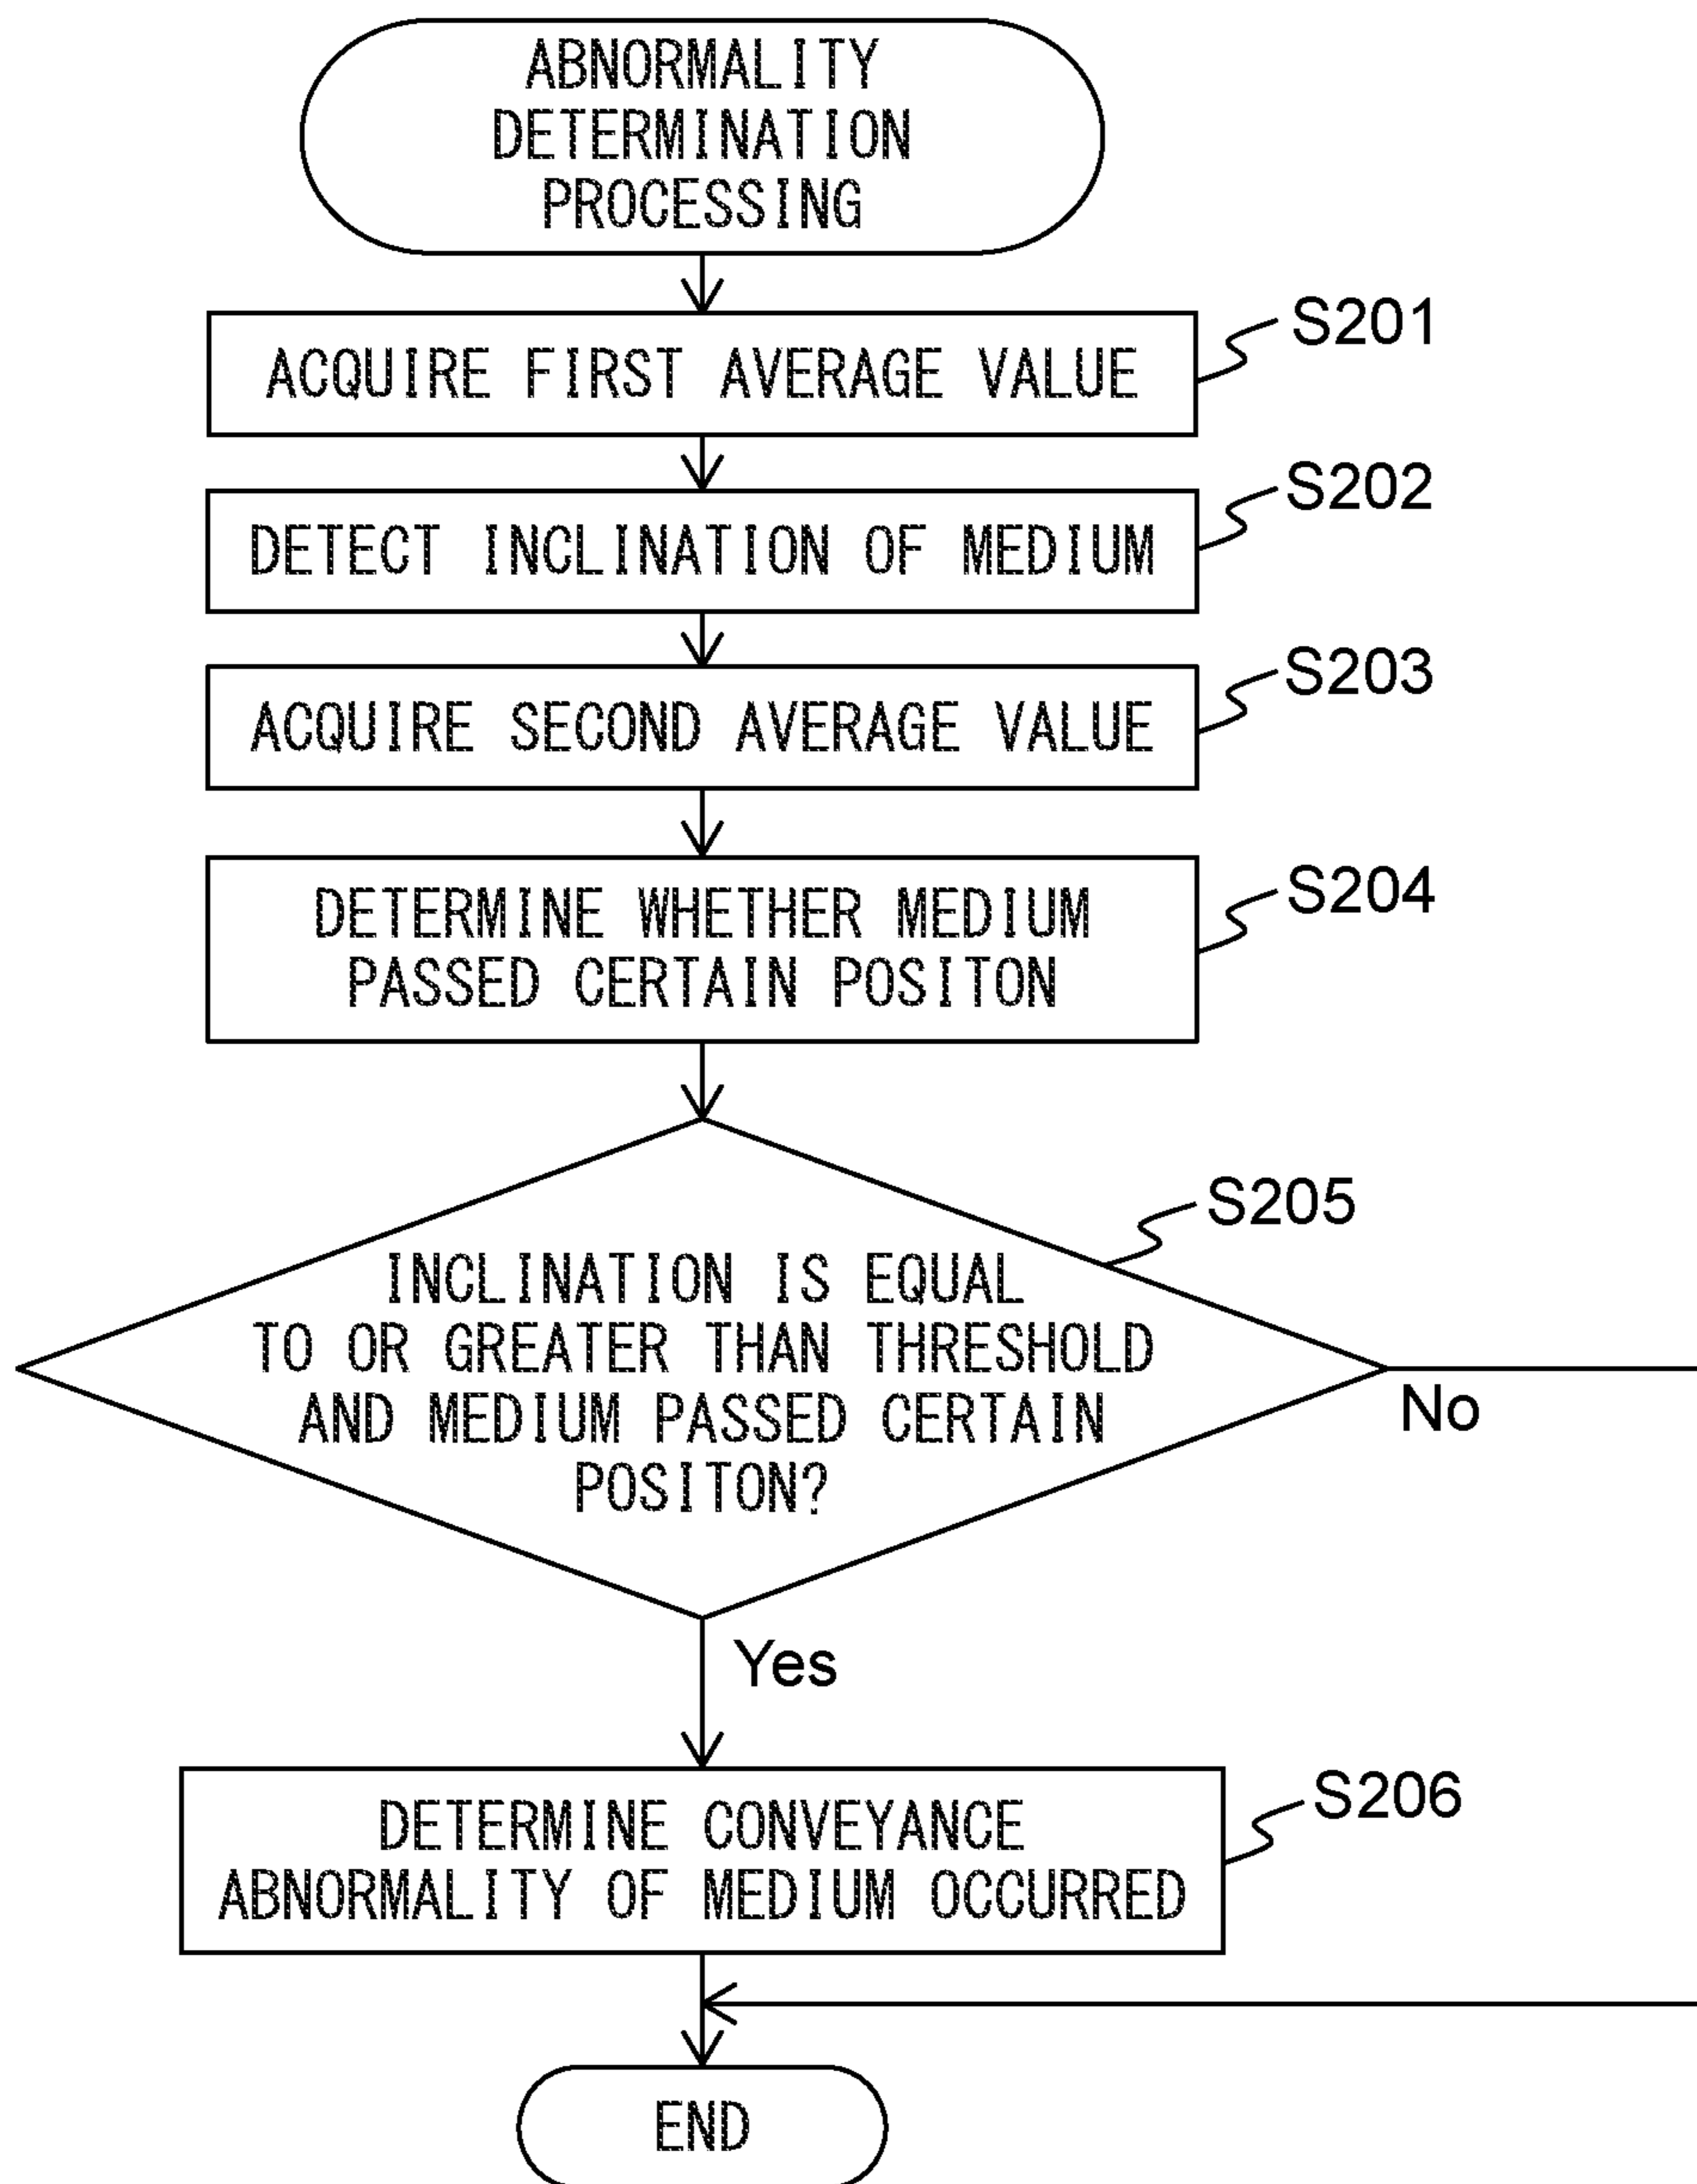 ABNORMALITY
DETERMINATION
PROCESSING
S201
ACQUIRE FIRST AVERAGE VALUE
S202
DETECT INCLINATION OF MEDIUM
S203
ACQUIRE SECOND AVERAGE VALUE
S204
DETERMINE WHETHER MEDIUM
PASSED CERTAIN POSITON
S205
INCLINATION IS EQUAL
TO OR GREATER THAN THRESHOLD
AND MEDIUM PASSED CERTAIN
POSITON?
No
Yes
S206
DETERMINE CONVEYANCE
ABNORMALITY OF MEDIUM OCCURRED
END